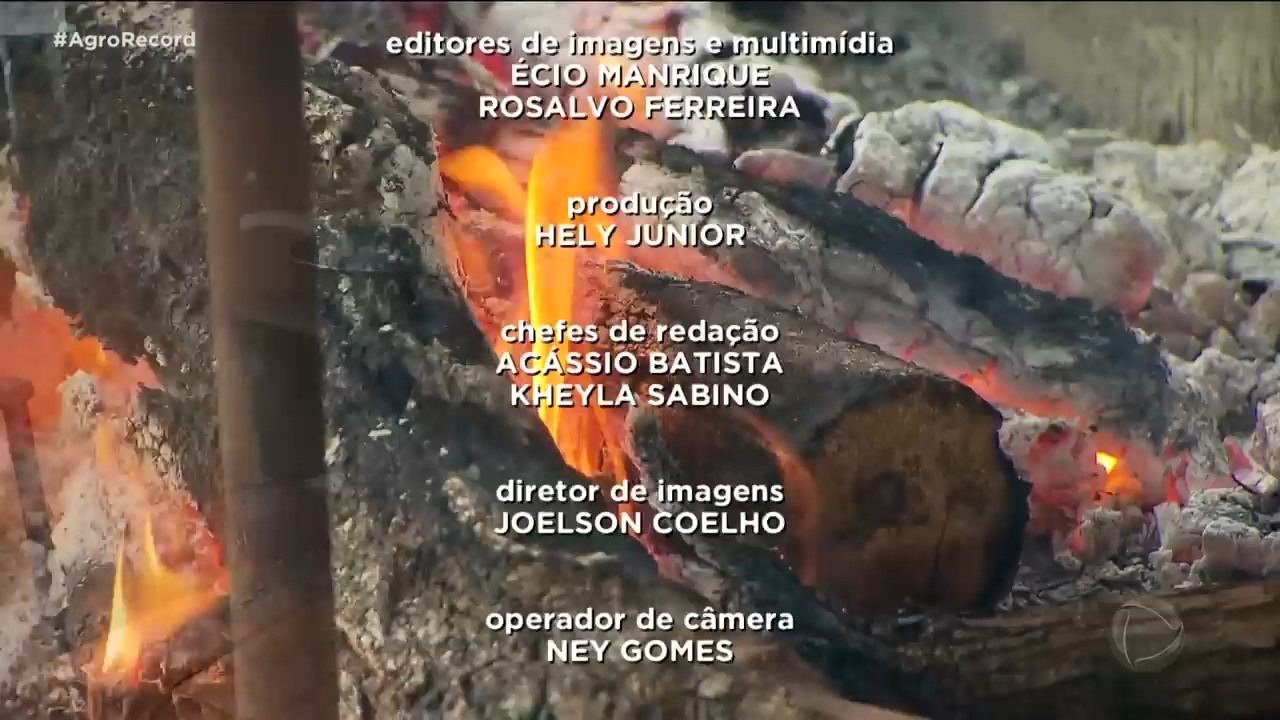 #AgroRecord
editores de imagens e multimídia
ÉCIO MANRIQUE
ROSALVO FERREIRA
produção
HELY JUNIOR
chefes de redação
ACÁSSIO BATISTA
KHEYLA SABINO
diretor de imagens
JOELSON COELHO
operador de câmera
NEY GOMES